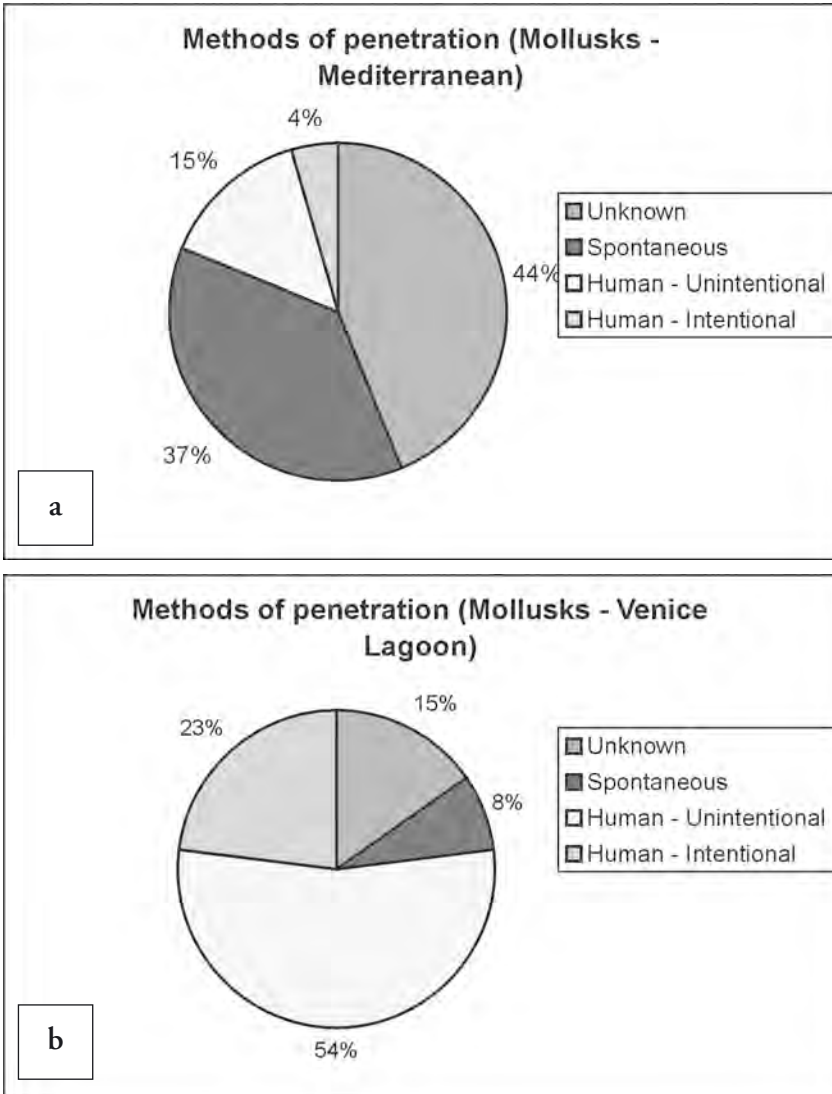 Methods of penetration (Mollusks -
Mediterranean)
4%
15%
44%
37%
Unknown
Spontaneous
Human - Unintentional
Human - Intentional
a
Methods of penetration (Mollusks - Venice
Lagoon)
15%
23%
8%
54%
Unknown
Spontaneous
Human - Unintentional
Human - Intentional
b